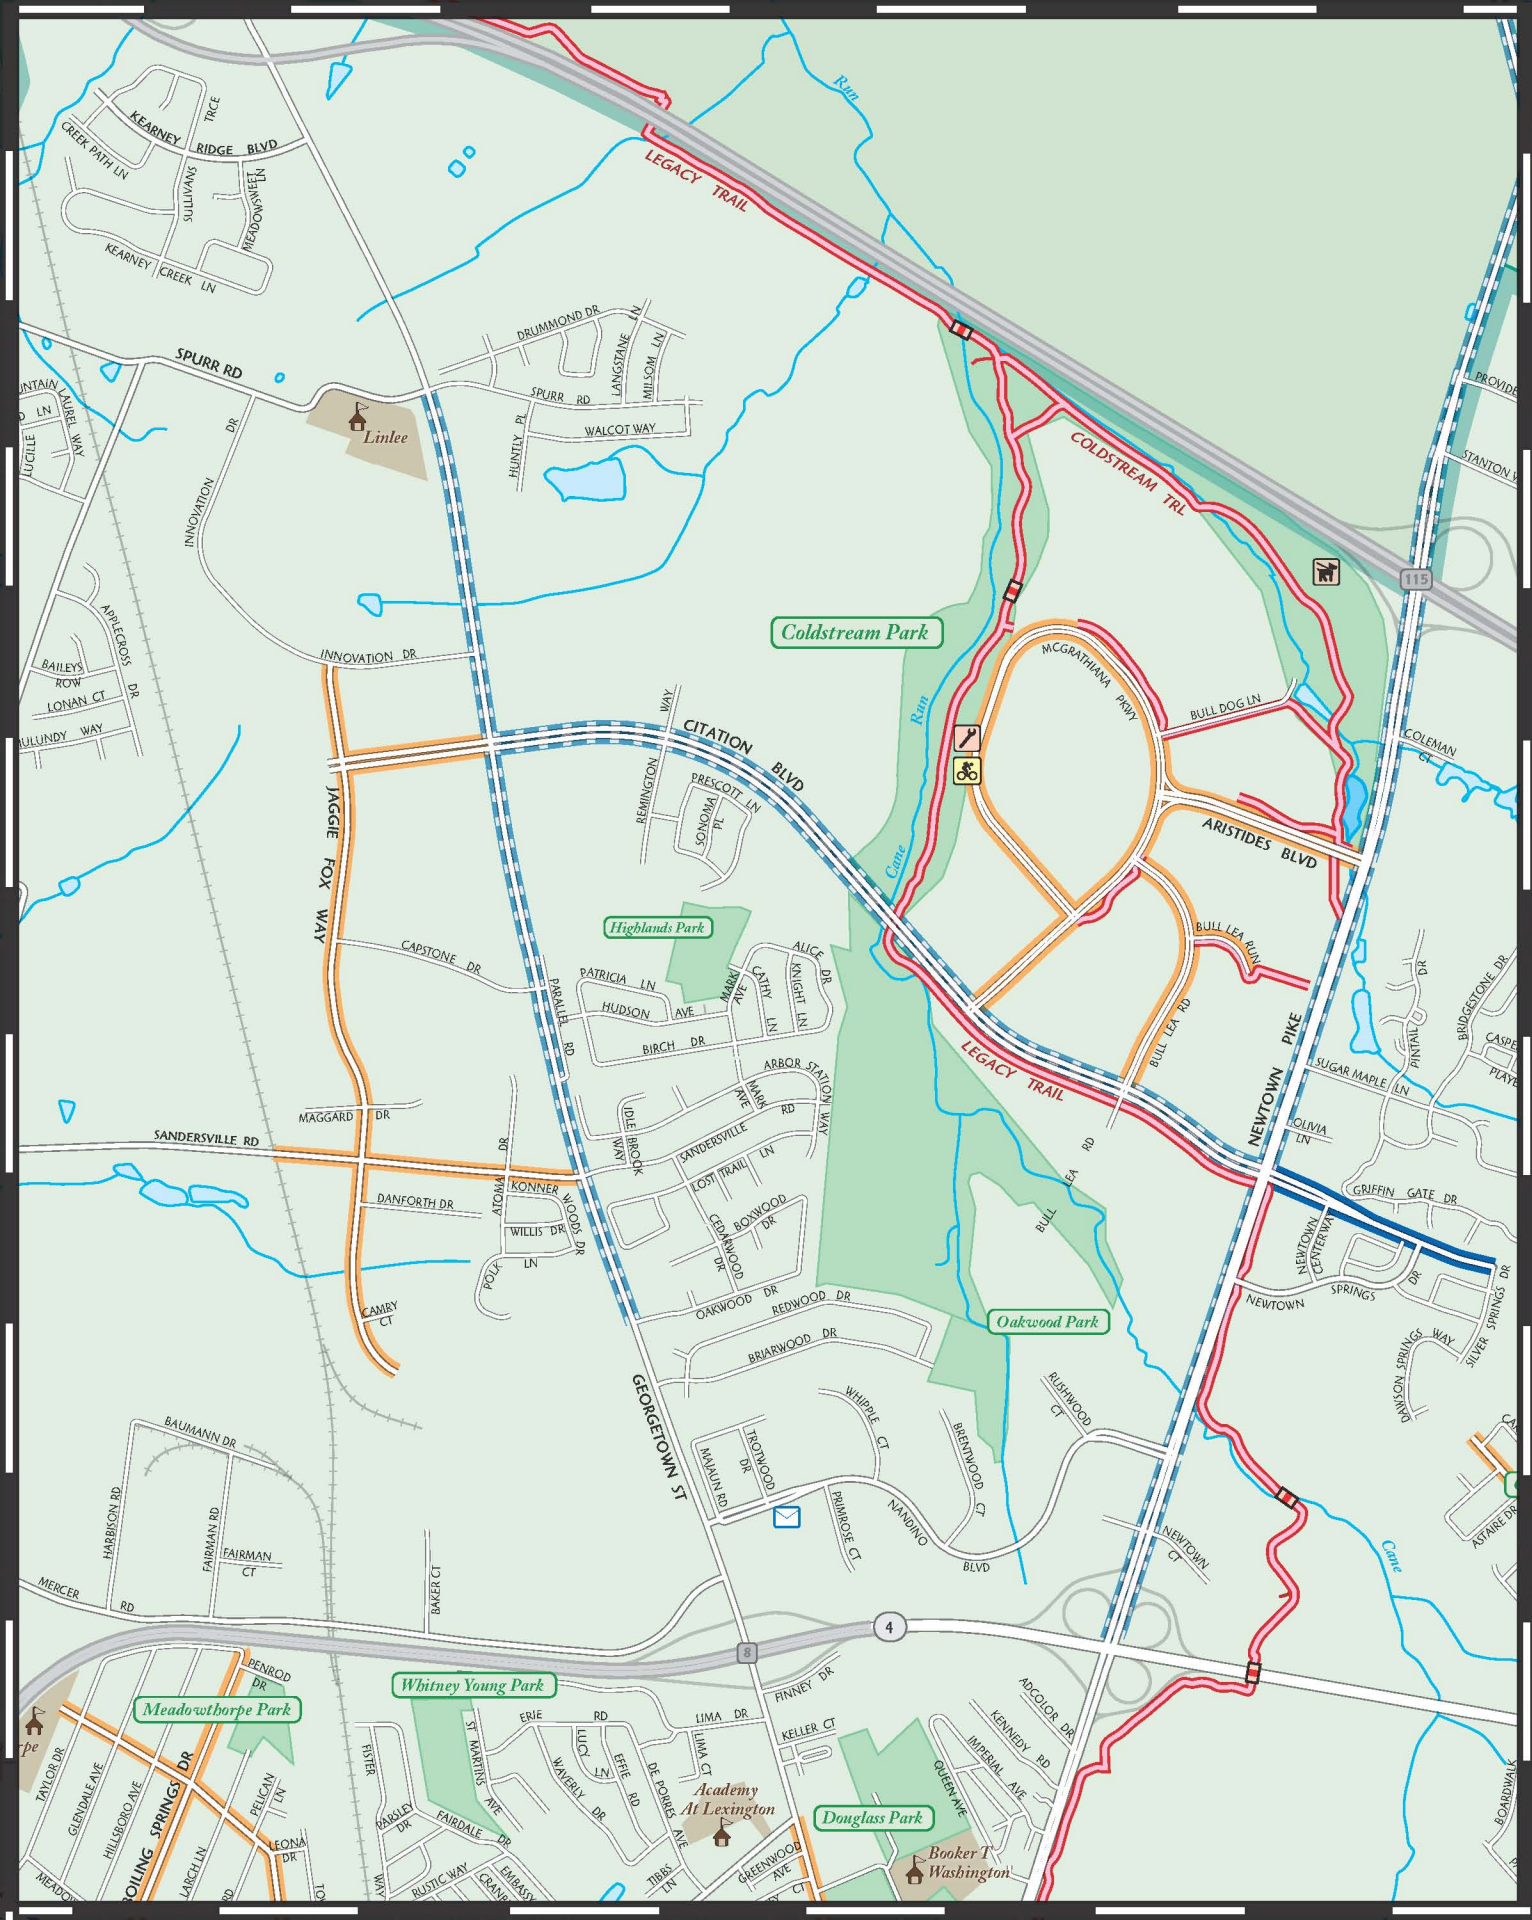 Run
TRCE
KEARNEY RIDGE BLVD
CREEK PATH LN
SULLIVANS
MEADOWSWEET LN
KEARNEY CREEK LN
LEGACY TRAIL
DRUMMOND DR
LANGSTANE LN
MILSOM LN
SPURR RD
SPURR RD
HUNTLY PL
WALCOT WAY
Linlee
LN
LAUREL WAY
LUCILLE
INNOVATION DR
COLDSTREAM TRL
PROVIDE
STANTON
115
APPLECROSS DR
BAILEYS ROW
LONAN CT
WAY
INNOVATION DR
Coldstream Park
MCGRATHIANA PKWY
BULL DOG LN
Run
Cane
COLEMAN CT
CITATION BLVD
REMINGTON WAY
PRESCOTT LN
SONOMA PL
JAGGIE FOX WAY
ARISTIDES BLVD
Highlands Park
CAPSTONE DR
PARALLEL RD
PATRICIA LN
HUDSON AVE
MARK AVE
CATHY LN
KNIGHT LN
ALICE DR
BIRCH DR
BULL LEA RUN
BULL LEA RD
LEGACY TRAIL
NEWTOWN PIKE
PINTAIL DR
BRIDGESTONE DR
SUGAR MAPLE LN
OLIVIA LN
ARBOR STATION WAY
MARK AVE
IDLE BROOK WAY
SANDERSVILLE RD
LOST TRAIL LN
MAGGARD DR
SANDERSVILLE RD
ATOMA DR
KONNER WOODS DR
WILLIS DR
POLK LN
DANFORTH DR
CAMRY CT
CEDARWOOD DR
BOXWOOD DR
OAKWOOD DR
REDWOOD DR
BRIARWOOD DR
BULL LEA RD
Oakwood Park
GRIFFIN GATE DR
NEWTOWN CENTER WAY
NEWTOWN SPRINGS DR
SILVER SPRINGS DR
DAWSON SPRINGS WAY
GEORGETOWN ST
WHIPPLE CT
RUSHWOOD CT
BRENTWOOD CT
TROTWOOD DR
MAJAUN RD
PRIMROSE CT
NANDINO BLVD
NEWTOWN CT
ASTAIRE DR
Cane
BAUMANN DR
HARBISON RD
FAIRMAN RD
FAIRMAN CT
BAKER CT
MERCER RD
4
8
PENROD DR
Meadowthorpe Park
Whitney Young Park
FINNEY DR
KELLER CT
ERIE RD
LIMA DR
LIMA CT
ST MARTINS AVE
LUCY LN
EFFIE RD
WAVERLY DR
DE PORRES AVE
FISTER
PARSLEY DR
FAIRDALE DR
RUSTIC WAY
EMBASSY
WAY
TIBBS LN
GREENWOOD AVE
CT
Academy At Lexington
Douglass Park
Booker T Washington
ADCOLOR DR
KENNEDY RD
IMPERIAL AVE
QUEEN AVE
TAYLOR DR
GLENDALE AVE
HILLSBORO AVE
BOILING SPRINGS DR
LARCH LN
PELICAN LN
LEONA DR
RD
BOARDWALK